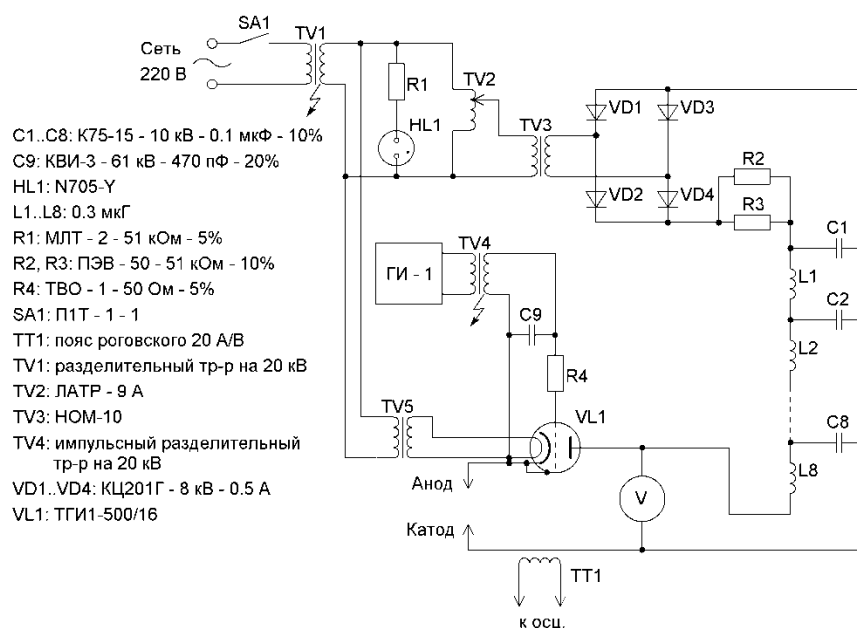 SA1
Сеть
220 В
TV1
R1
HL1
TV2
TV3
VD1
VD3
VD2
VD4
R2
R3
C1
L1
C2
L2
C8
L8
C1..C8: К75-15 - 10 кВ - 0.1 мкФ - 10%
C9: КВИ-3 - 61 кВ - 470 пФ - 20%
HL1: N705-Y
L1..L8: 0.3 мкГ
R1: МЛТ - 2 - 51 кОм - 5%
R2, R3: ПЭВ - 50 - 51 кОм - 10%
R4: ТВО - 1 - 50 Ом - 5%
SA1: П1Т - 1 - 1
TT1: пояс роговского 20 А/В
TV1: разделительный тр-р на 20 кВ
TV2: ЛАТР - 9 А
TV3: НОМ-10
TV4: импульсный разделительный
тр-р на 20 кВ
VD1..VD4: КЦ201Г - 8 кВ - 0.5 А
VL1: ТГИ1-500/16
ГИ - 1
TV4
C9
R4
TV5
VL1
Анод
V
Катод
TT1
к осц.